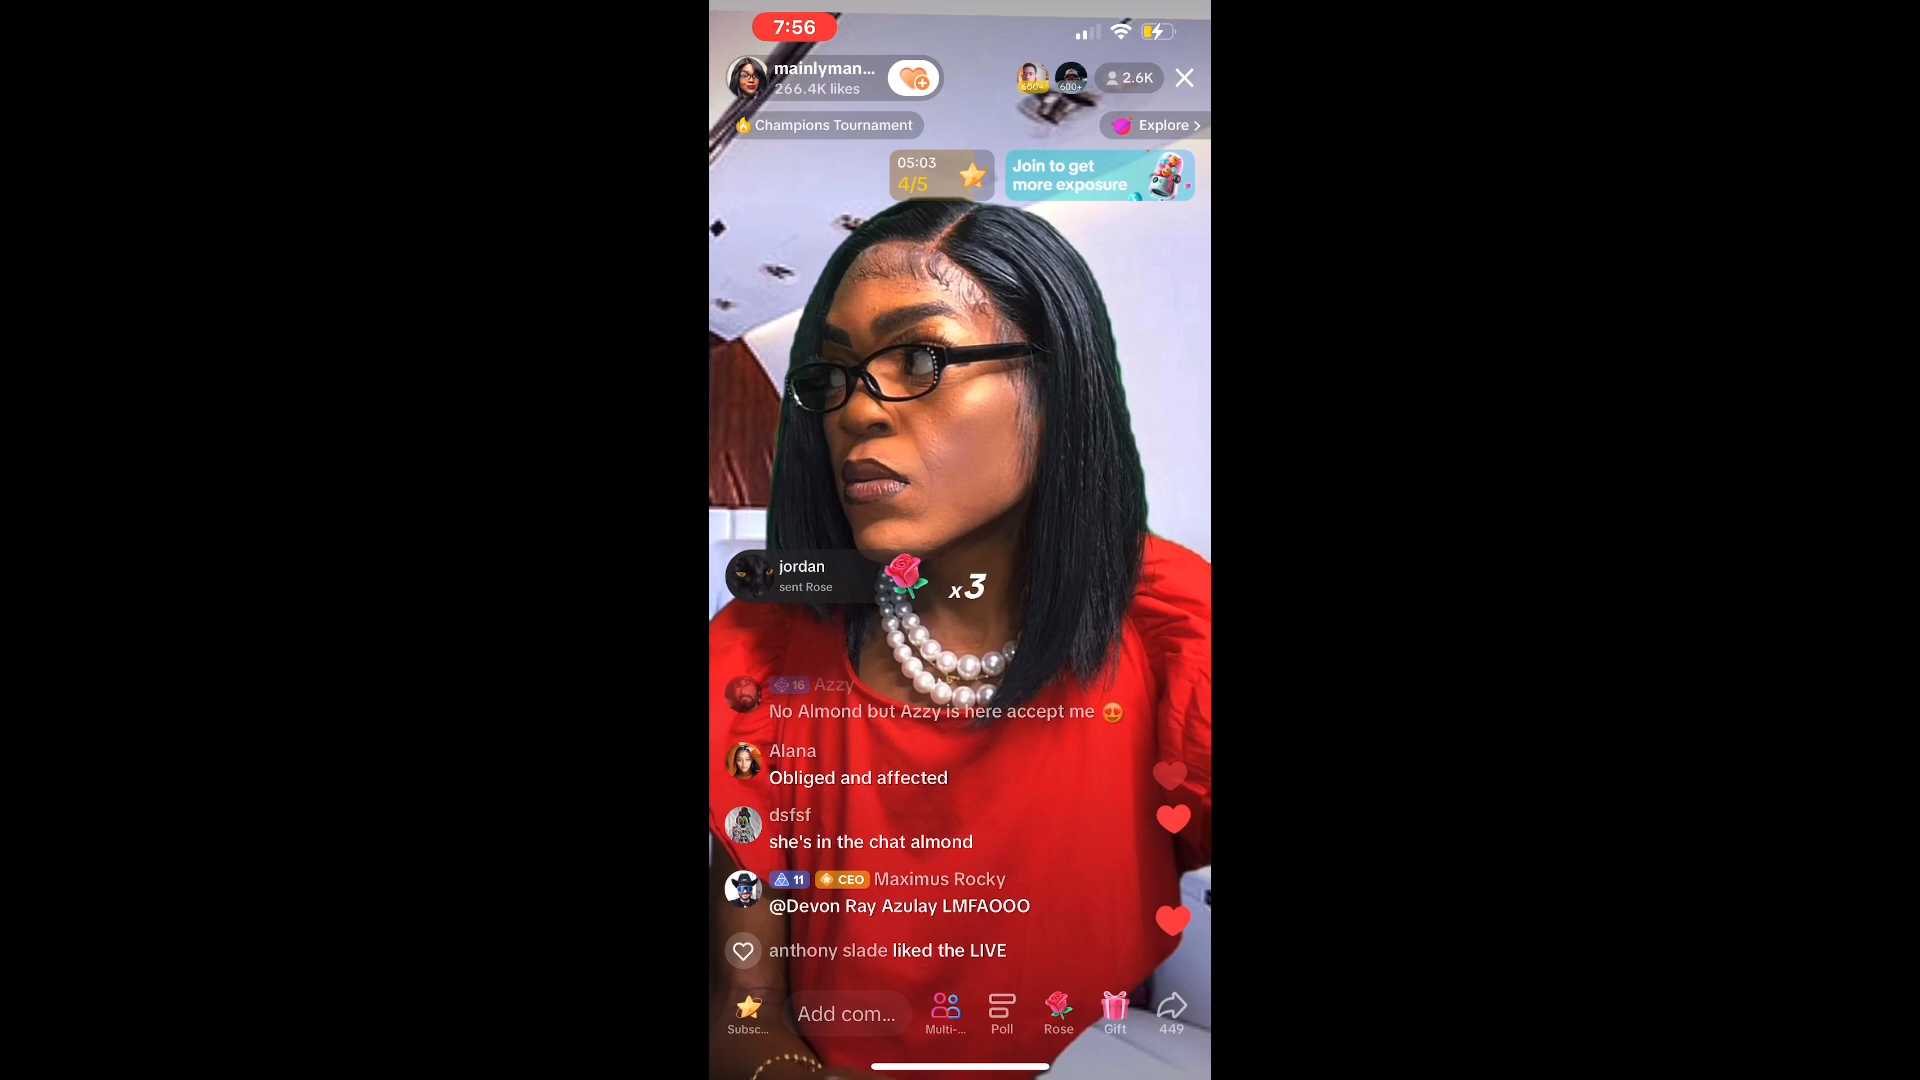 7:56
mainlyman...
266.4K likes
600+
600+
2.6K
Champions Tournament
Explore >
05:03
4/5
Join to get
more exposure
jordan
sent Rose
x3
16 Azzy
No Almond but Azzy is here accept me
Alana
Obliged and affected
dsfsf
she's in the chat almond
11 CEO Maximus Rocky
@Devon Ray Azulay LMFAOOO
anthony slade liked the LIVE
Add com...
Subsc...
Multi-...
Poll
Rose
Gift
449